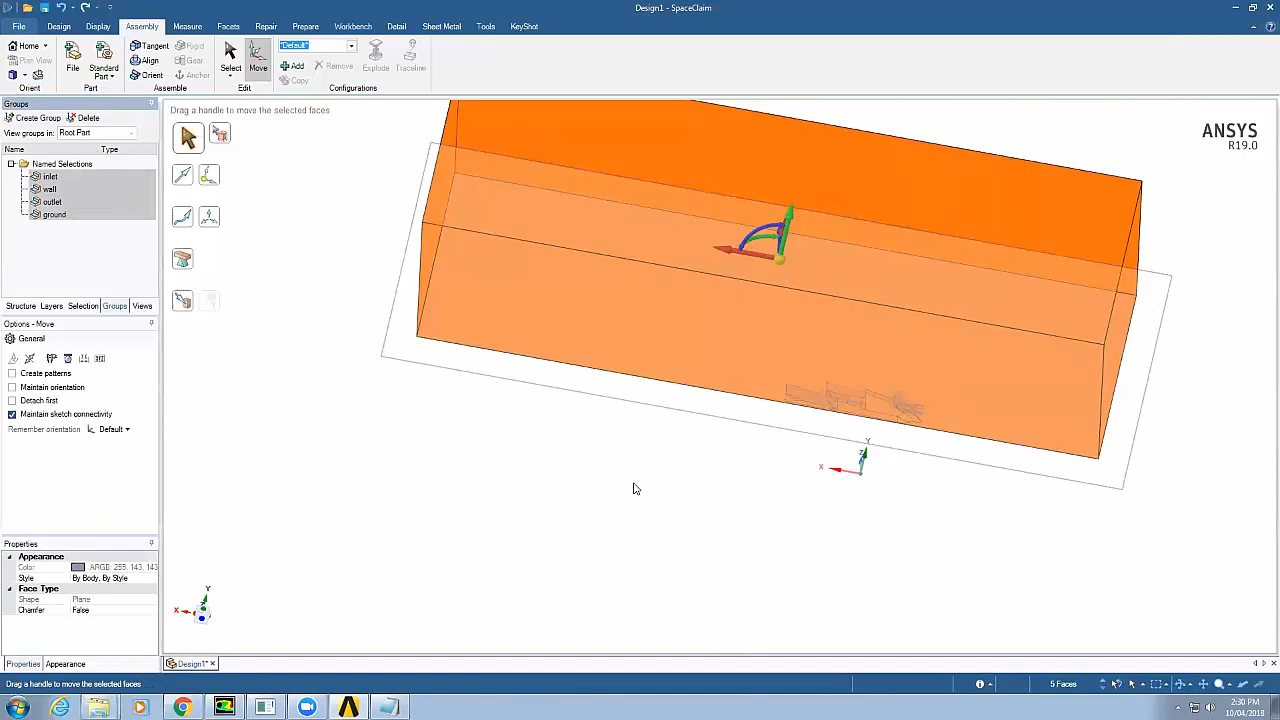 Design1 - SpaceClaim
File Design Display Assembly Measure Facets Repair Prepare Workbench Detail Sheet Metal Tools KeyShot
Home
Plan View
Orient
File
Standard Part
Part
Tangent
Align
Orient
Rigid
Gear
Anchor
Assemble
Select
Move
Edit
"Default"
Add
Remove
Copy
Explode
Traceline
Configurations
Groups
Create Group Delete
View groups in: Root Part
Name Type
Named Selections
inlet
wall
outlet
ground
Structure Layers Selection Groups Views
Options - Move
General
Create patterns
Maintain orientation
Detach first
Maintain sketch connectivity
Remember orientation Default
Properties
Appearance
Color ARGB: 255, 143, 143
Style By Body, By Style
Face Type
Shape Plane
Chamfer False
Properties Appearance
Drag a handle to move the selected faces
ANSYS
R19.0
Y
Z
X
Y
X
Design1*
Drag a handle to move the selected faces
5 Faces
2:30 PM
10/04/2018